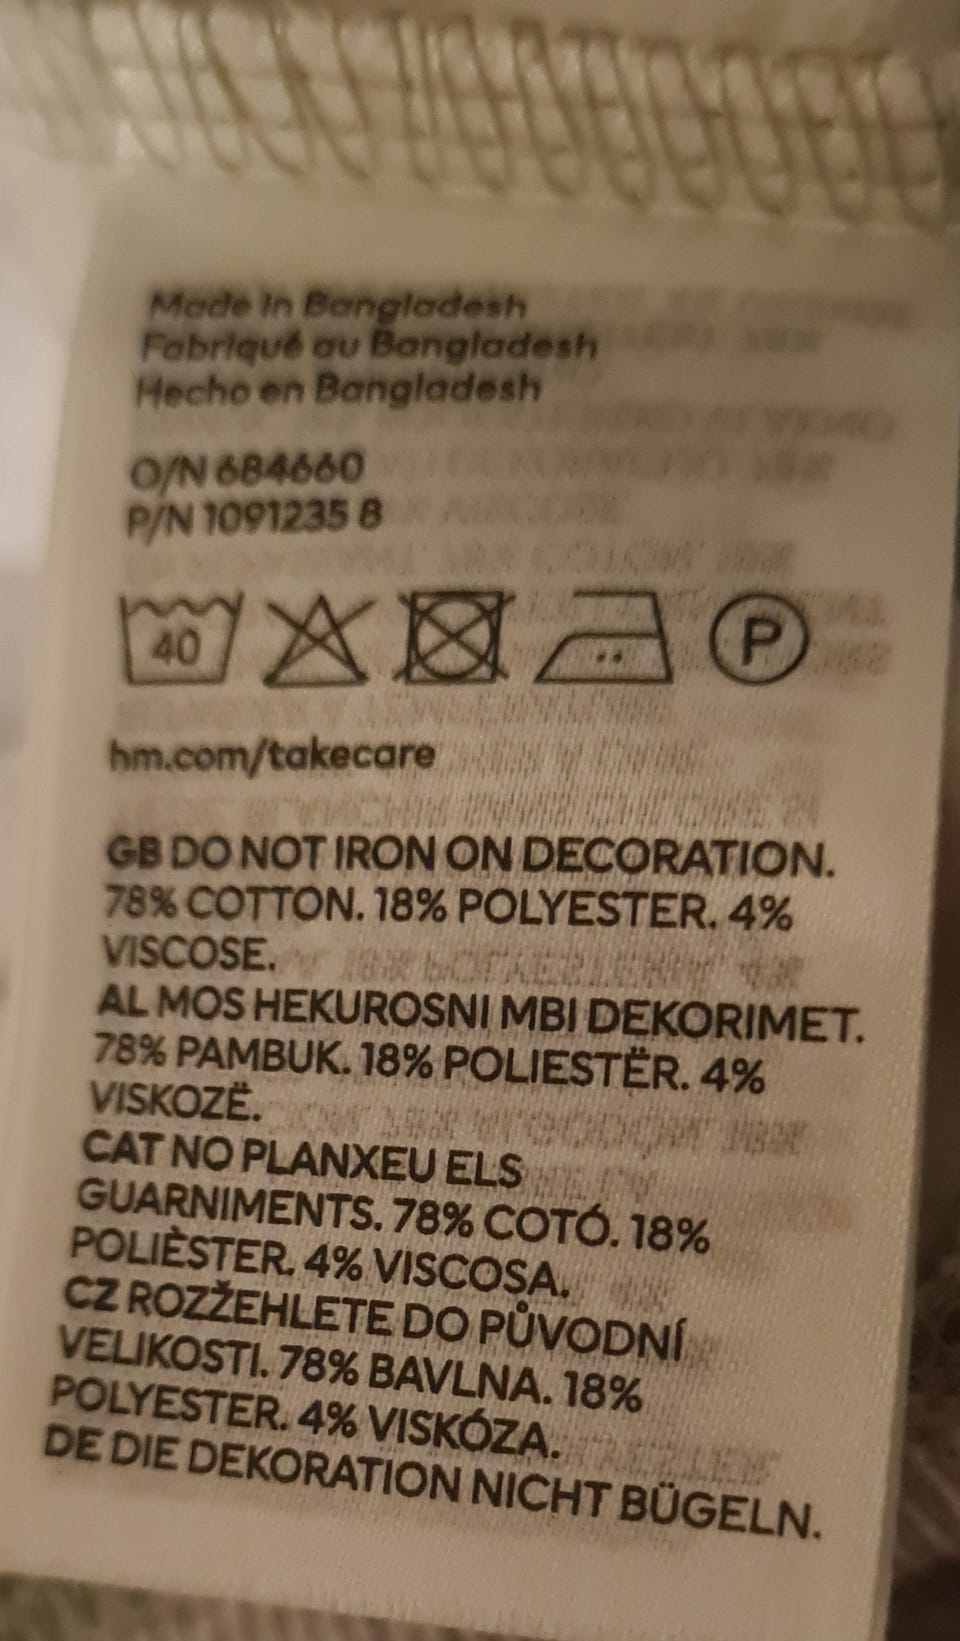 Made in Bangladesh
Fabriqué au Bangladesh
Hecho en Bangladesh
O/N 684660
P/N 1091235 8
40 P
hm.com/takecare
GB DO NOT IRON ON DECORATION.
78% COTTON. 18% POLYESTER. 4%
VISCOSE.
AL MOS HEKUROSNI MBI DEKORIMET.
78% PAMBUK. 18% POLIESTËR. 4%
VISKOZË.
CAT NO PLANXEU ELS
GUARNIMENTS. 78% COTÓ. 18%
POLIÈSTER. 4% VISCOSA.
CZ ROZŽEHLETE DO PŮVODNÍ
VELIKOSTI. 78% BAVLNA. 18%
POLYESTER. 4% VISKÓZA.
DE DIE DEKORATION NICHT BÜGELN.